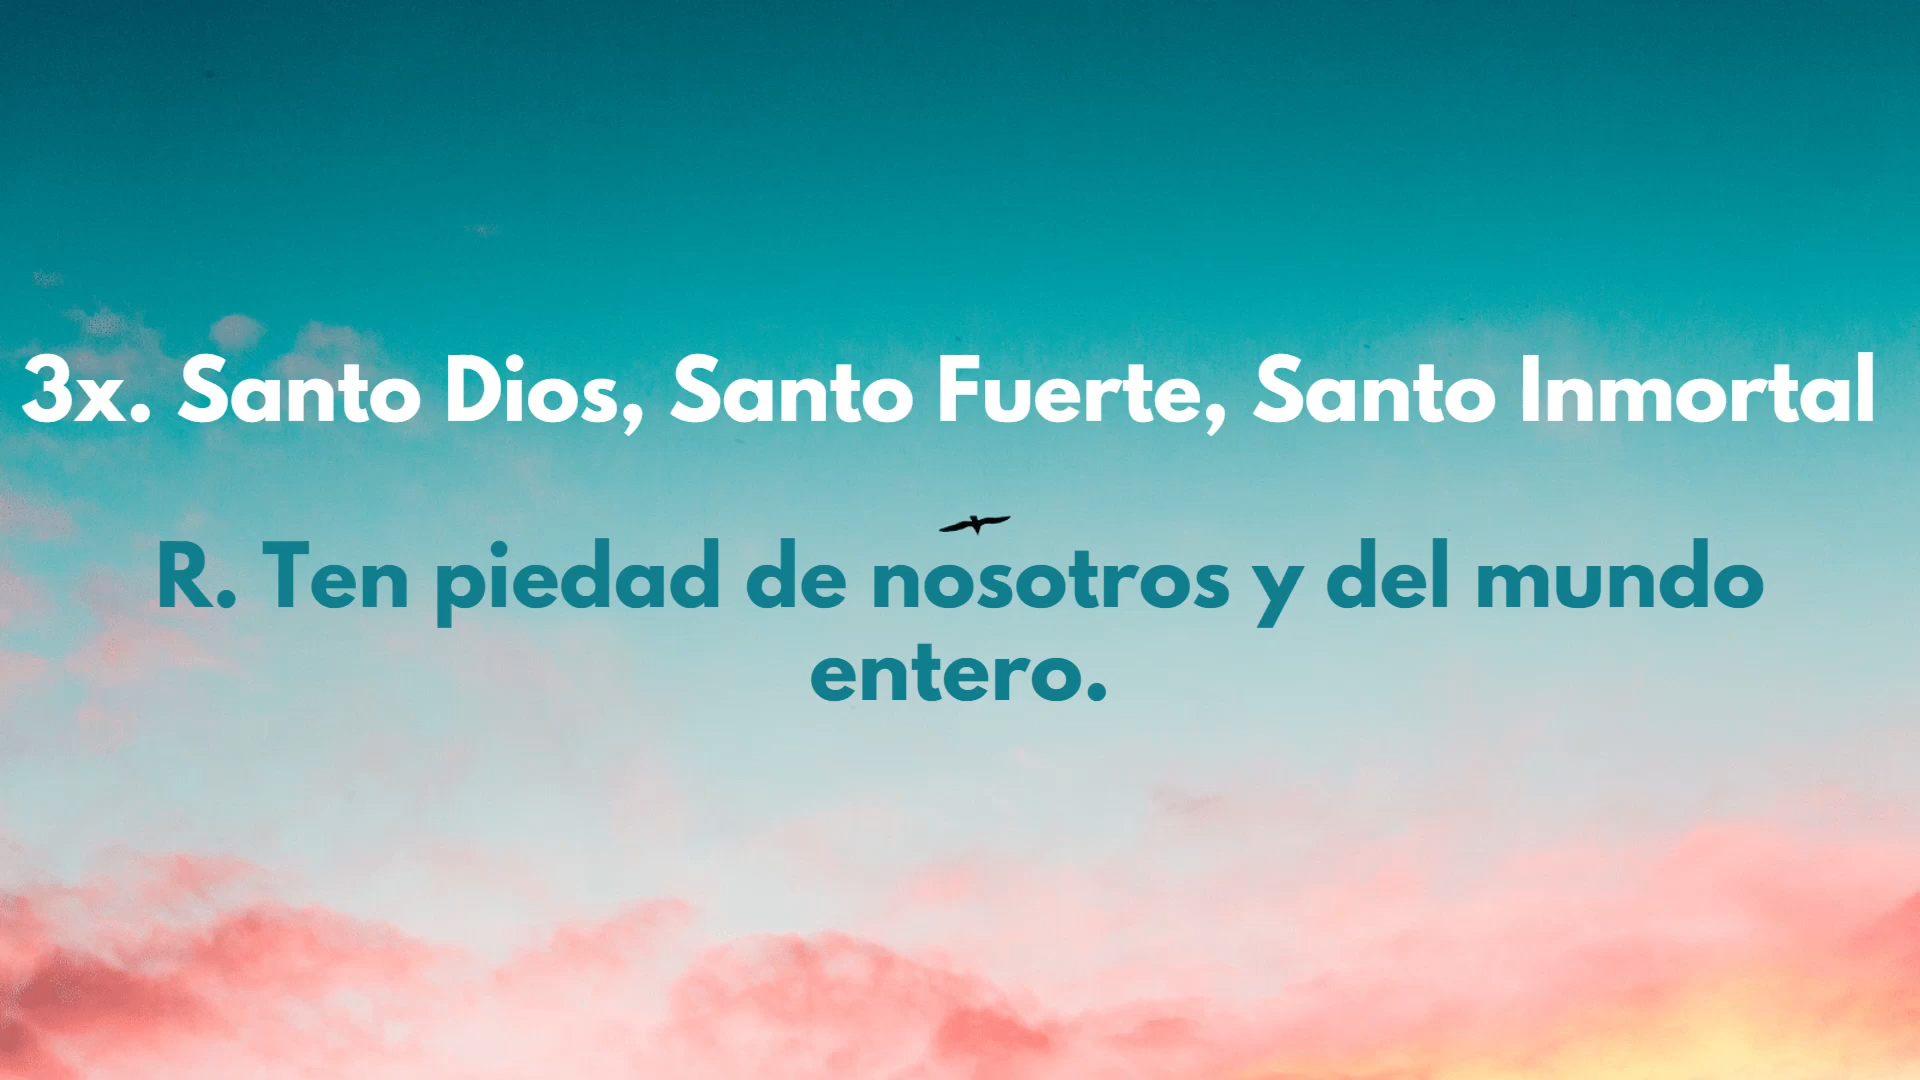 3x. Santo Dios, Santo Fuerte, Santo Inmortal
R. Ten piedad de nosotros y del mundo
entero.